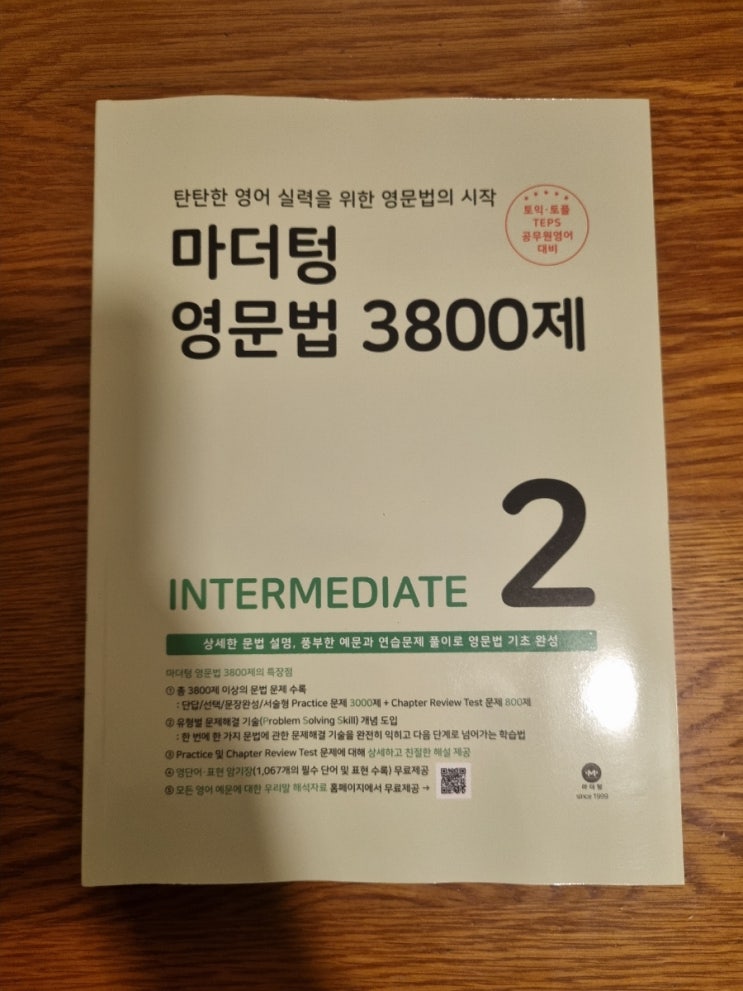 탄탄한 영어 실력을 위한 영문법의 시작
토익·토플
TEPS
공무원영어
대비
마더텅
영문법 3800제
2
INTERMEDIATE
상세한 문법 설명, 풍부한 예문과 연습문제 풀이로 영문법 기초 완성
마더텅 영문법 3800제의 특장점
① 총 3800제 이상의 문법 문제 수록
: 단답/선택/문장완성/서술형 Practice 문제 3000제 + Chapter Review Test 문제 800제
② 유형별 문제해결 기술(Problem Solving Skill) 개념 도입
: 한 번에 한 가지 문법에 관한 문제해결 기술을 완전히 익히고 다음 단계로 넘어가는 학습법
③ Practice 및 Chapter Review Test 문제에 대해 상세하고 친절한 해설 제공
④ 영단어·표현 암기장(1,067개의 필수 단어 및 표현 수록) 무료제공
⑤ 모든 영어 예문에 대한 우리말 해석자료 홈페이지에서 무료제공 →
M
마더텅
since 1999